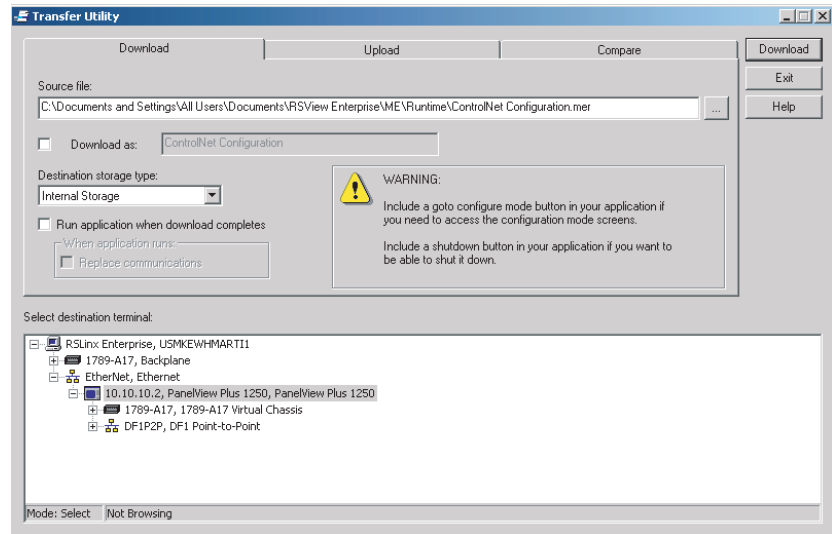 Transfer Utility
Download
Upload
Compare
Download
Exit
Help
Source file:
C:\Documents and Settings\All Users\Documents\RSView Enterprise\ME\Runtime\ControlNet Configuration.mer
...
Download as:
ControlNet Configuration
Destination storage type:
Internal Storage
Run application when download completes
When application runs:
Replace communications
WARNING:
Include a goto configure mode button in your application if
you need to access the configuration mode screens.
Include a shutdown button in your application if you want to
be able to shut it down.
Select destination terminal:
RSLinx Enterprise, USMKEWHMARTI1
1789-A17, Backplane
EtherNet, Ethernet
10.10.10.2, PanelView Plus 1250, PanelView Plus 1250
1789-A17, 1789-A17 Virtual Chassis
DF1P2P, DF1 Point-to-Point
Mode: Select
Not Browsing